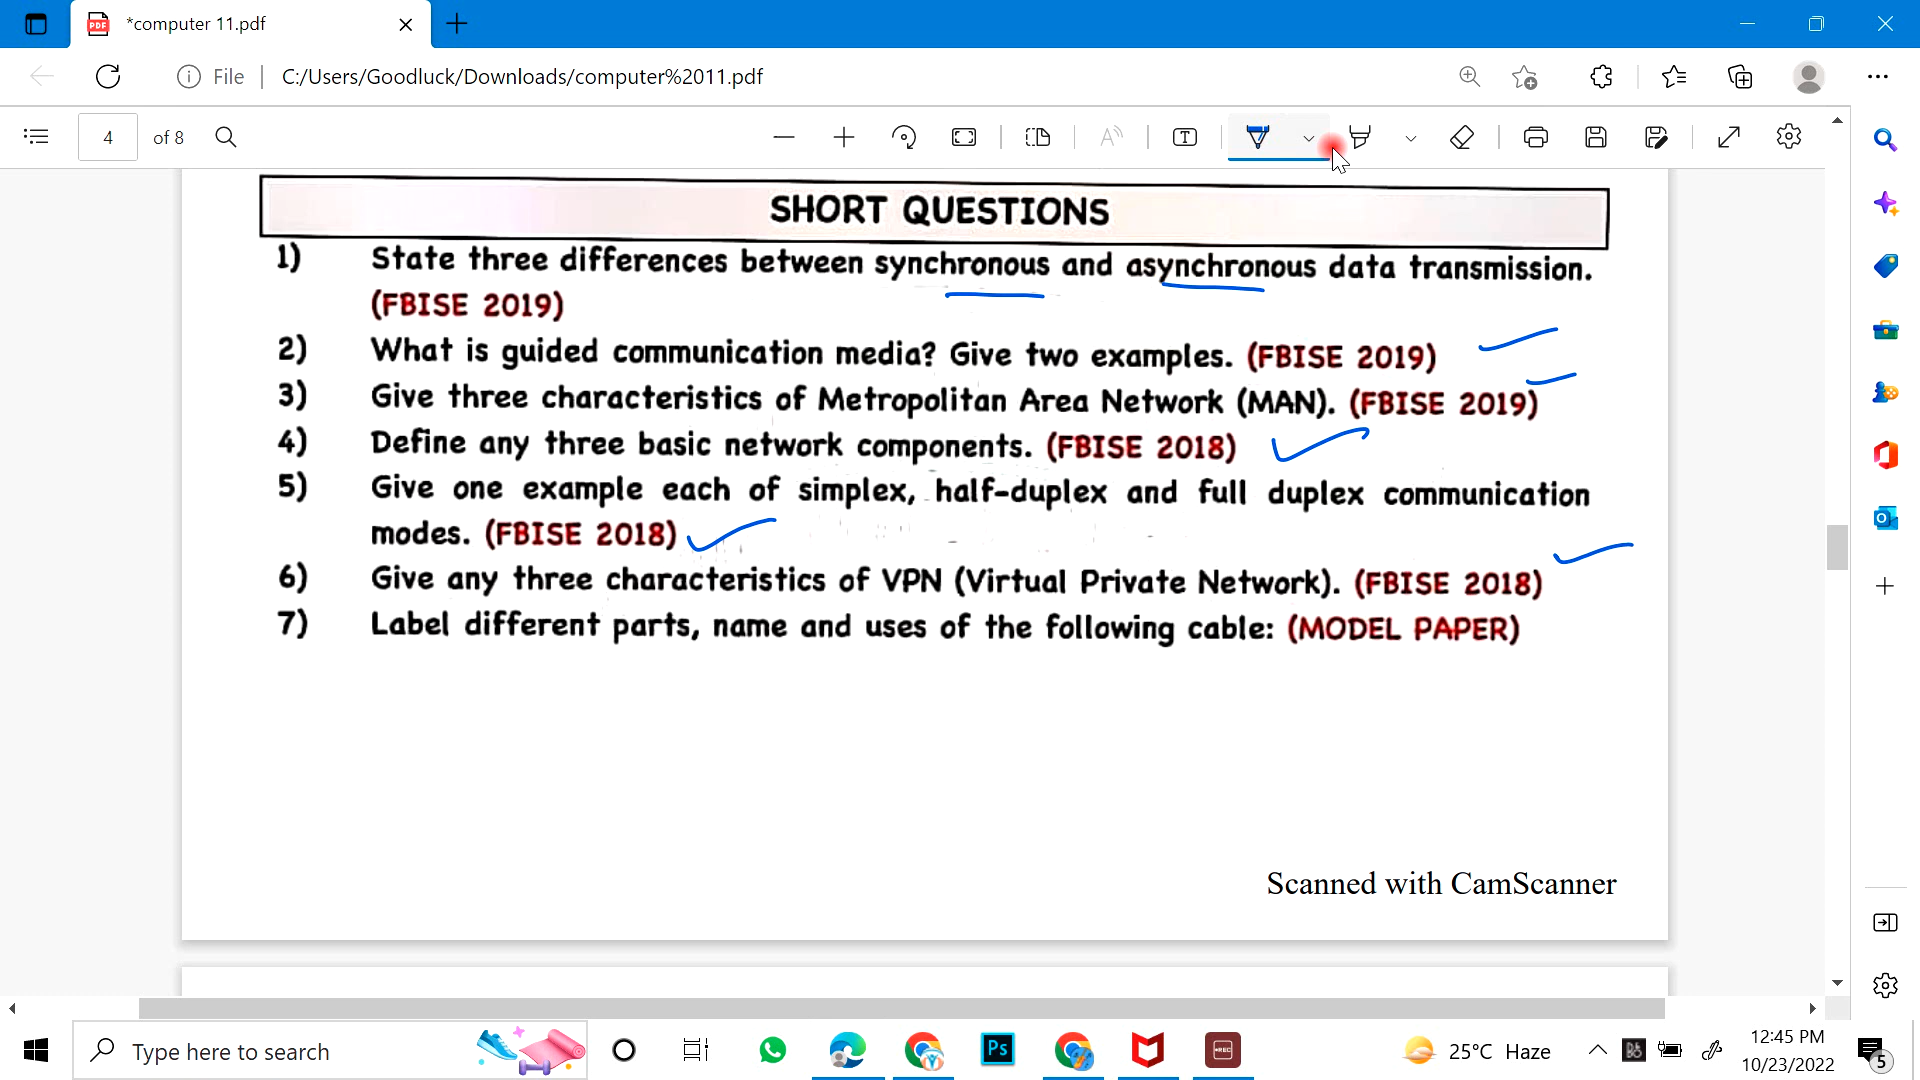 *computer 11.pdf
File
C:/Users/Goodluck/Downloads/computer%2011.pdf
4 of 8
SHORT QUESTIONS
1) State three differences between synchronous and asynchronous data transmission.
(FBISE 2019)
2) What is guided communication media? Give two examples. (FBISE 2019)
3) Give three characteristics of Metropolitan Area Network (MAN). (FBISE 2019)
4) Define any three basic network components. (FBISE 2018)
5) Give one example each of simplex, half-duplex and full duplex communication
modes. (FBISE 2018)
6) Give any three characteristics of VPN (Virtual Private Network). (FBISE 2018)
7) Label different parts, name and uses of the following cable: (MODEL PAPER)
Scanned with CamScanner
Type here to search
Ps
25°C Haze
12:45 PM
10/23/2022
5